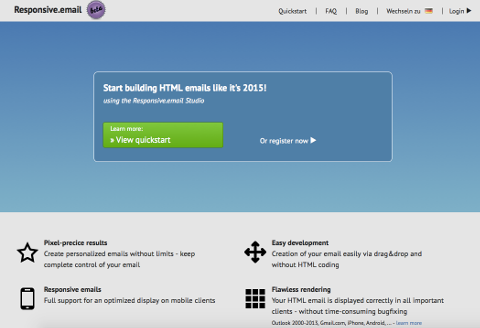 Responsive.email beta
Quickstart | FAQ | Blog | Wechseln zu | Login
Start building HTML emails like it's 2015!
using the Responsive.email Studio
Learn more:
» View quickstart
Or register now
Pixel-precice results
Create personalized emails without limits - keep
complete control of your email
Easy development
Creation of your email easily via drag&drop and
without HTML coding
Responsive emails
Full support for an optimized display on mobile clients
Flawless rendering
Your HTML email is displayed correctly in all important
clients - without time-consuming bugfixing
Outlook 2000-2013, Gmail.com, iPhone, Android, ... - learn more